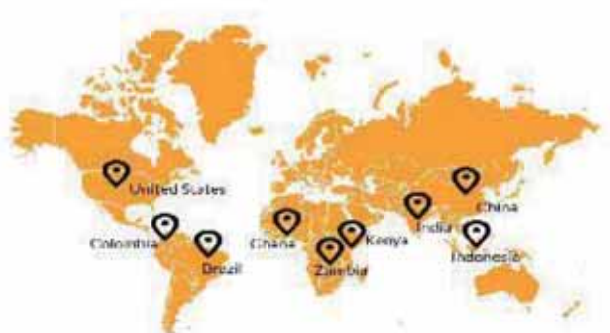 United States
China
India
Colombia
Ghana
Kenya
Indonesia
Brazil
Zambia